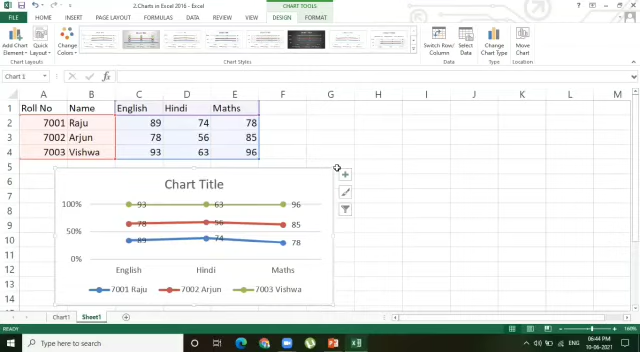 2.Charts in Excel 2016 - Excel
CHART TOOLS
FILE HOME INSERT PAGE LAYOUT FORMULAS DATA REVIEW VIEW DESIGN FORMAT
Add Chart Element
Quick Layout
Change Colors
Switch Row/ Column
Select Data
Change Chart Type
Move Chart
Chart Layouts
Chart Styles
Data
Type
Location
Chart 1
fx
A B C D E F G H I J K L M
1 Roll No Name English Hindi Maths
2 7001 Raju 89 74 78
3 7002 Arjun 78 56 85
4 7003 Vishwa 93 63 96
5
6
7
8
9
10
11
12
13
14
Chart Title
100%
50%
0%
93 63 96
78 56 85
89 74 78
English Hindi Maths
7001 Raju 7002 Arjun 7003 Vishwa
Chart1 Sheet1
READY
160%
Type here to search
06:44 PM
10-06-2021